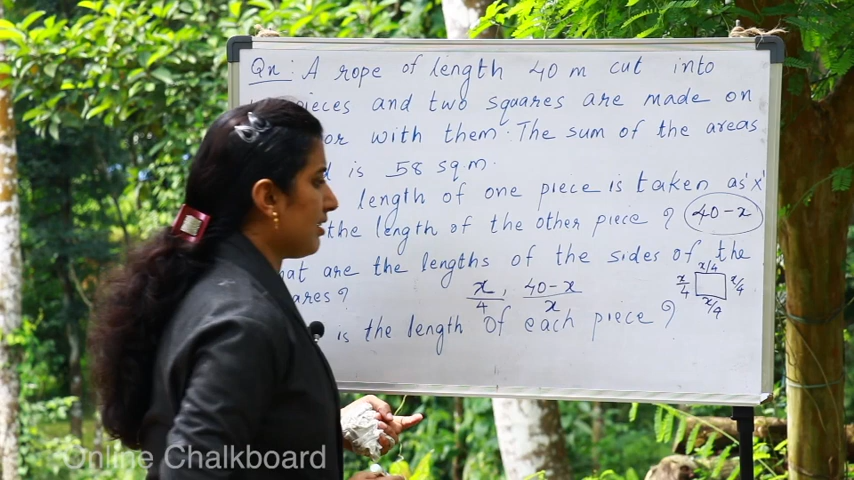 Qn: A rope of length 40 m cut into
pieces and two squares are made on
with them. The sum of the areas
is 58 sq.m.
length of one piece is taken as 'x'
the length of the other piece ? 40-x
are the lengths of the sides of the
x/4
x/4
x/4
x/4
x/4, 40-x/x
is the length of each piece ?
Online Chalkboard